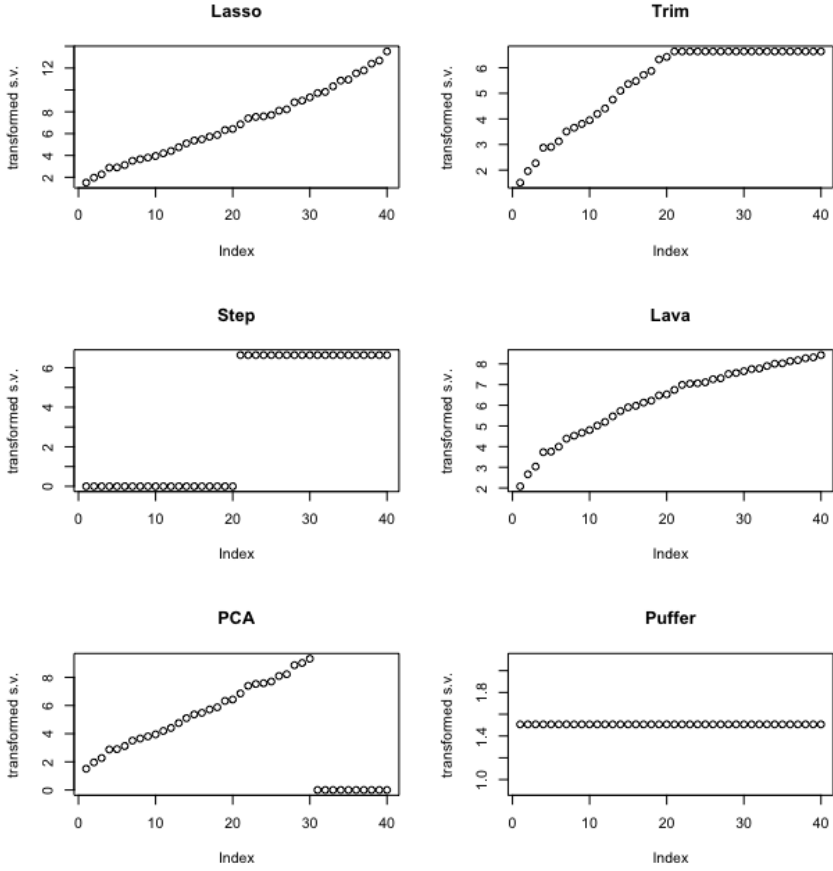 Lasso
transformed s.v.
2 4 6 8 12
0 10 20 30 40
Index
Trim
transformed s.v.
2 3 4 5 6
0 10 20 30 40
Index
Step
transformed s.v.
0 2 4 6
0 10 20 30 40
Index
Lava
transformed s.v.
2 3 4 5 6 7 8
0 10 20 30 40
Index
PCA
transformed s.v.
0 2 4 6 8
0 10 20 30 40
Index
Puffer
transformed s.v.
1.0 1.4 1.8
0 10 20 30 40
Index